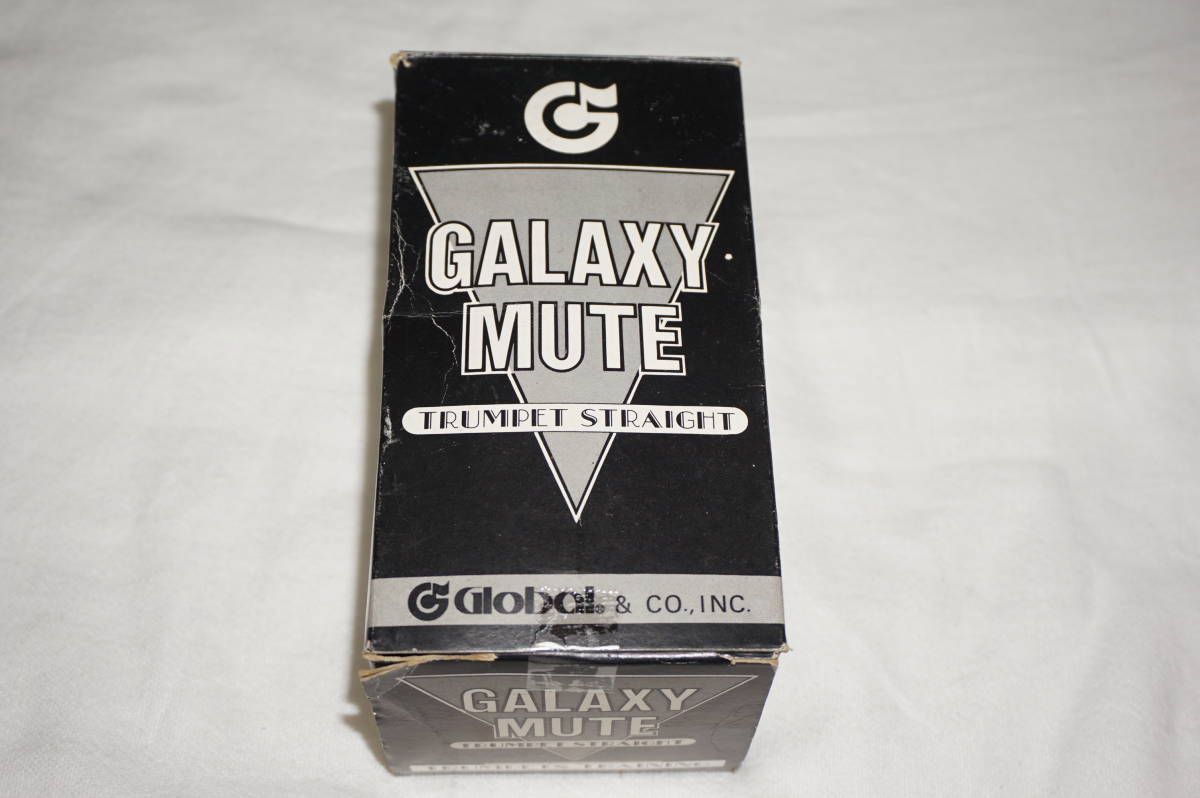 GALAXY
MUTE
TRUMPET STRAIGHT
Global & CO., INC.
GALAXY
MUTE
TRUMPET STRAIGHT